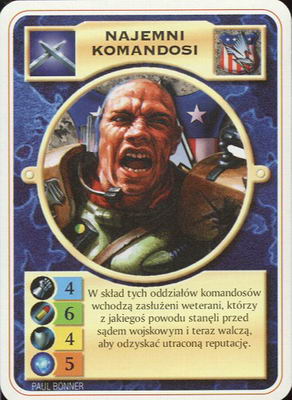 NAJEMNI
KOMANDOSI
4
6
4
5
W skład tych oddziałów komandosów
wchodzą zasłużeni weterani, którzy
z jakiegoś powodu stanęli przed
sądem wojskowym i teraz walczą,
aby odzyskać utraconą reputację.
PAUL BONNER